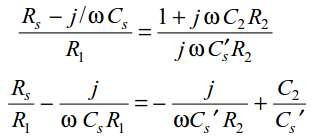 (R_s − j/ωC_s)/R_1 = (1 + jωC_2R_2)/(jωC_s′R_2)
R_s/R_1 − j/(ωC_sR_1) = − j/(ωC_s′R_2) + C_2/C_s′